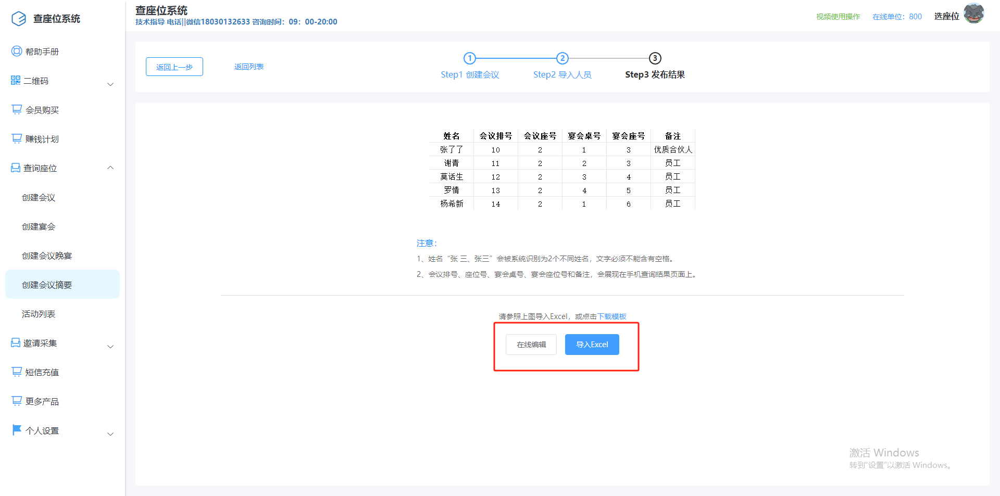 查座位系统
帮助手册
二维码
会员购买
赚钱计划
查询座位
创建会议
创建宴会
创建会议晚宴
创建会议摘要
活动列表
邀请采集
短信充值
更多产品
个人设置
查座位系统
技术指导 电话||微信18030132633 咨询时间：09：00-20:00
视频使用操作 在线单位：800 选座位
返回上一步 返回列表
1 2 3
Step1 创建会议 Step2 导入人员 Step3 发布结果
姓名 会议排号 会议座号 宴会桌号 宴会座号 备注
张了了 10 2 1 3 优质合伙人
谢青 11 2 2 3 员工
莫话生 12 2 3 4 员工
罗情 13 2 4 5 员工
杨希新 14 2 1 6 员工
注意：
1、姓名“张 三、张三”会被系统识别为2个不同姓名，文字必须不能含有空格。
2、会议排号、座位号、宴会桌号、宴会座位号和备注，会展现在手机查询结果页面上。
请参照上图导入Excel，或点击下载模板
在线编辑 导入Excel
激活 Windows
转到“设置”以激活 Windows。